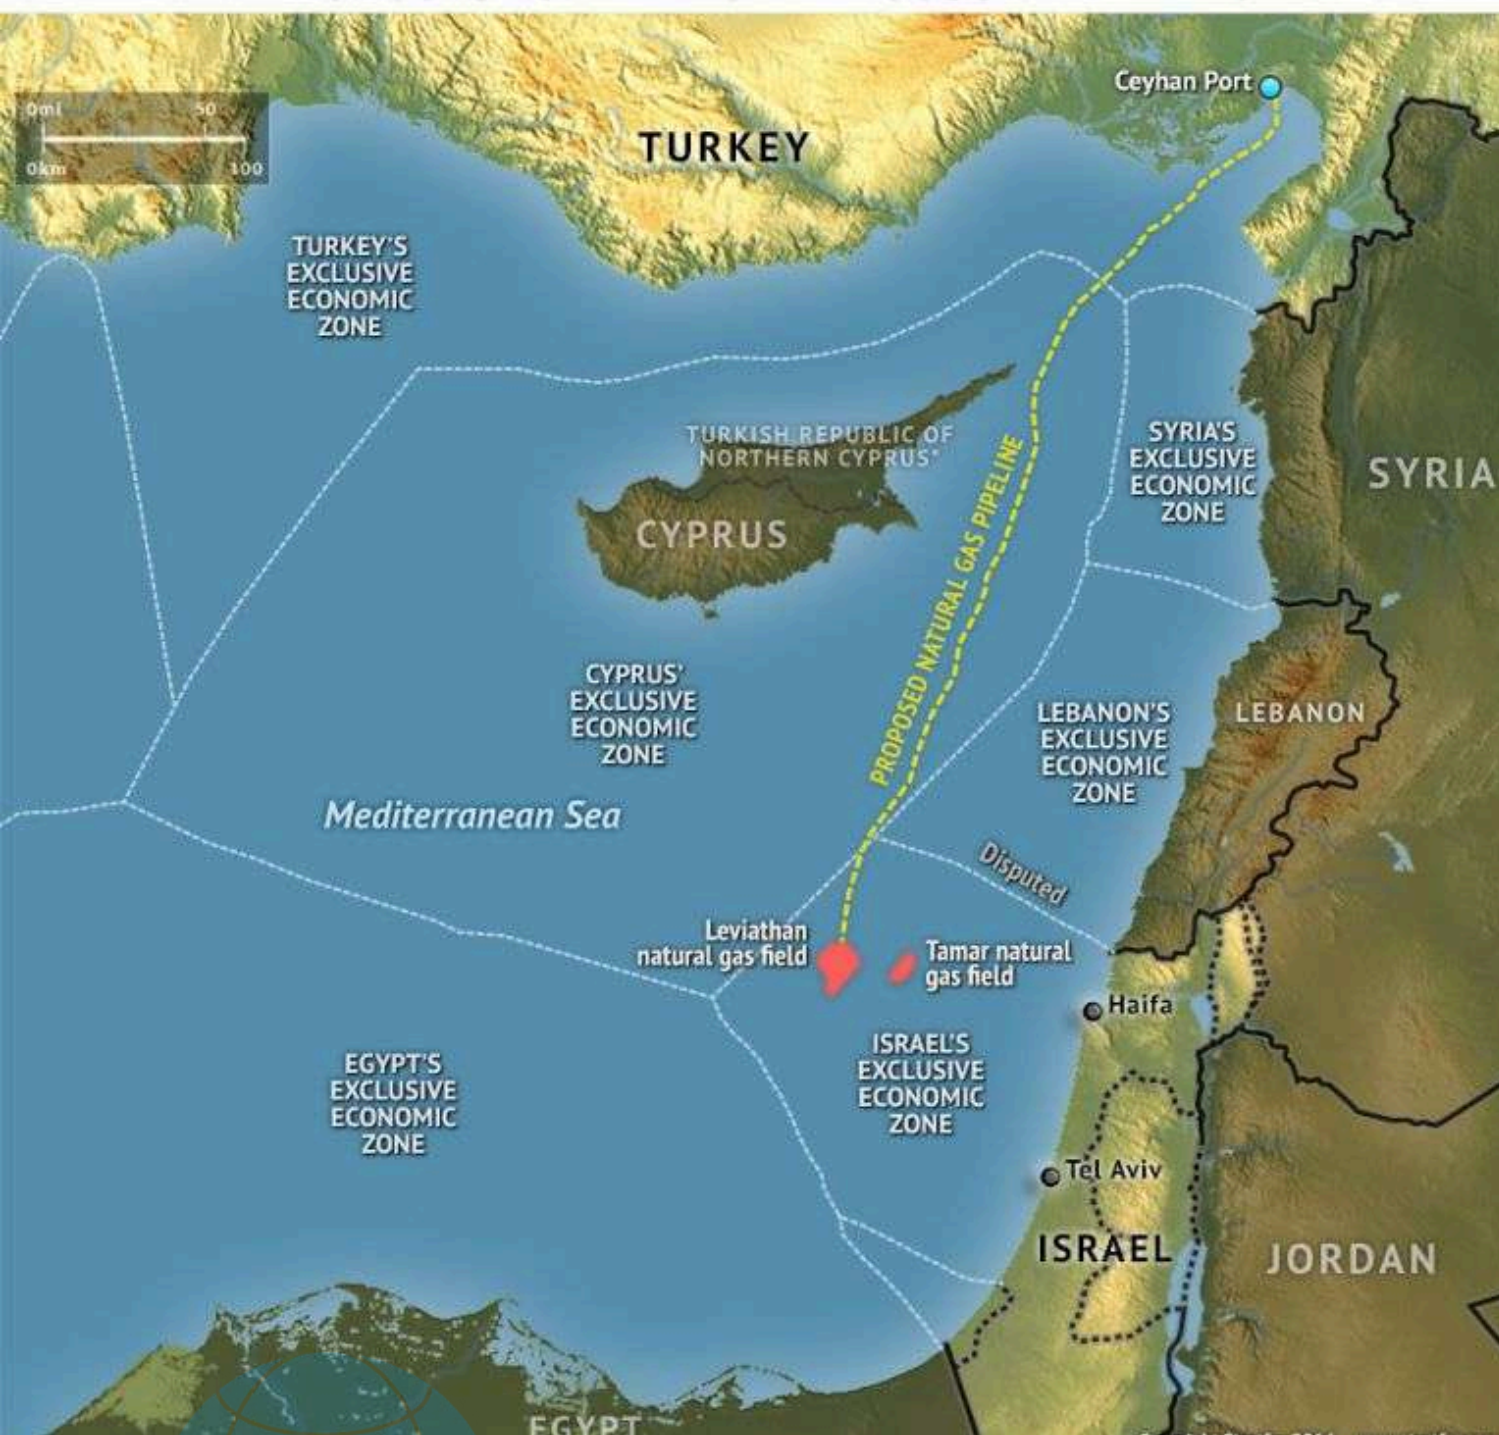 Ceyhan Port
0mi 50
0km 100
TURKEY
TURKEY'S
EXCLUSIVE
ECONOMIC
ZONE
TURKISH REPUBLIC OF
NORTHERN CYPRUS*
CYPRUS
SYRIA'S
EXCLUSIVE
ECONOMIC
ZONE
SYRIA
PROPOSED NATURAL GAS PIPELINE
CYPRUS'
EXCLUSIVE
ECONOMIC
ZONE
LEBANON'S
EXCLUSIVE
ECONOMIC
ZONE
LEBANON
Mediterranean Sea
Disputed
Leviathan
natural gas field
Tamar natural
gas field
Haifa
ISRAEL'S
EXCLUSIVE
ECONOMIC
ZONE
EGYPT'S
EXCLUSIVE
ECONOMIC
ZONE
Tel Aviv
ISRAEL
JORDAN
EGYPT